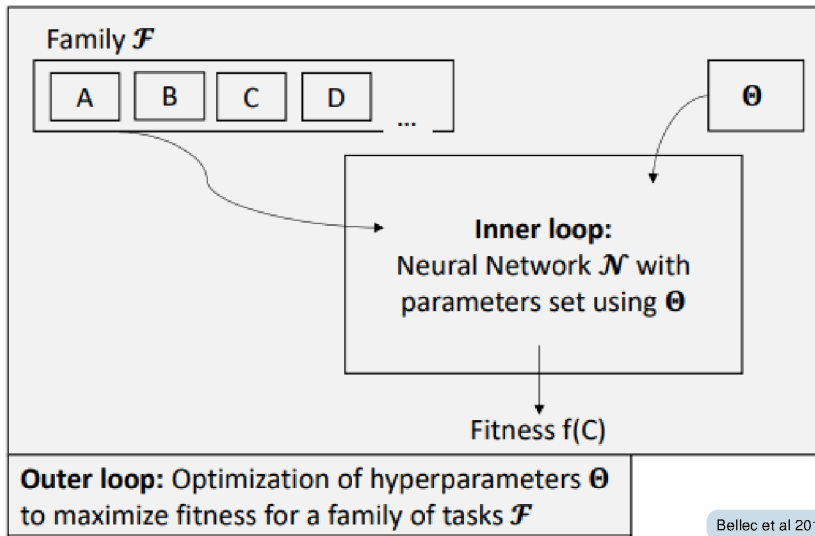 Family ℱ
A B C D ...
Θ
Inner loop:
Neural Network 𝒩 with
parameters set using Θ
Fitness f(C)
Outer loop: Optimization of hyperparameters Θ
to maximize fitness for a family of tasks ℱ
Bellec et al